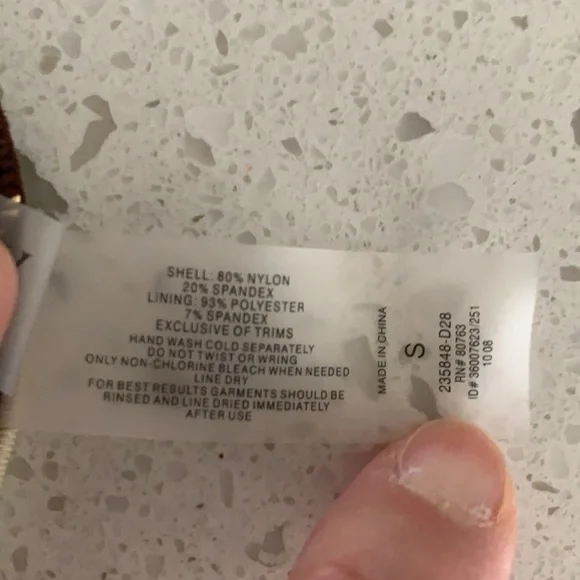 SHELL: 80% NYLON
20% SPANDEX
LINING: 93% POLYESTER
7% SPANDEX
EXCLUSIVE OF TRIMS
HAND WASH COLD SEPARATELY
DO NOT TWIST OR WRING
ONLY NON-CHLORINE BLEACH WHEN NEEDED
LINE DRY
FOR BEST RESULTS GARMENTS SHOULD BE
RINSED AND LINE DRIED IMMEDIATELY
AFTER USE
MADE IN CHINA
S
235848-D28
RN# 80763
ID# 36007623/251
10 08